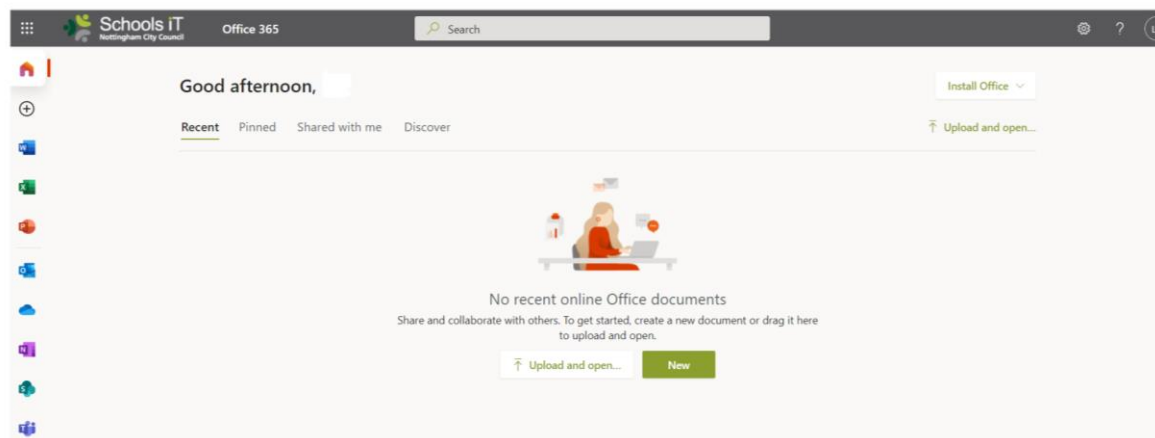 Schools iT
Nottingham City Council
Office 365
Search
?
Good afternoon,
Install Office
Recent Pinned Shared with me Discover
Upload and open...
No recent online Office documents
Share and collaborate with others. To get started, create a new document or drag it here
to upload and open.
Upload and open...
New
W
X
P
O
N
S
T